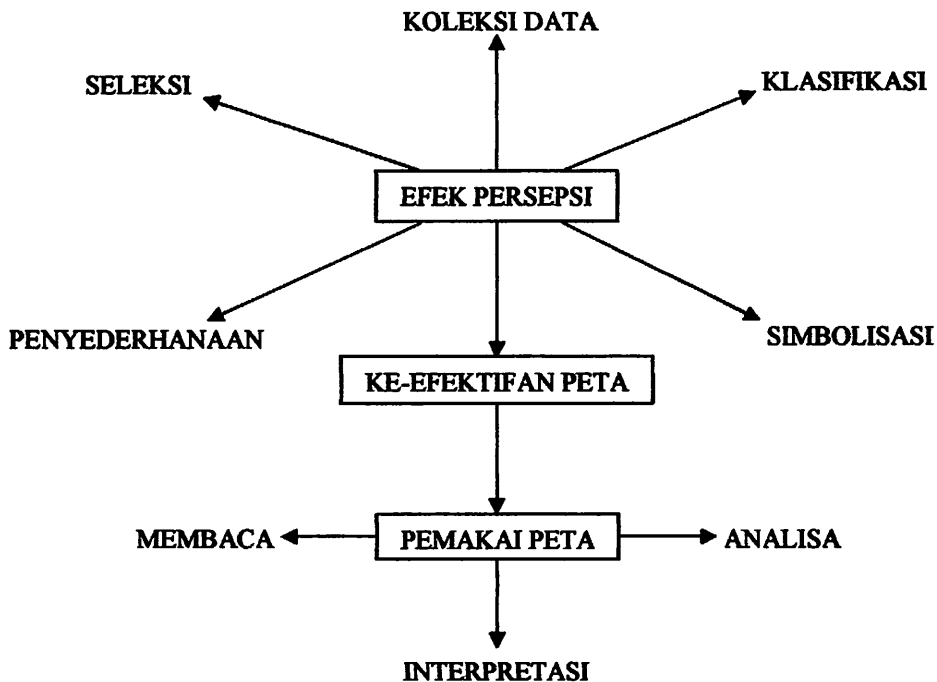 KOLEKSI DATA
SELEKSI
KLASIFIKASI
EFEK PERSEPSI
PENYEDERHANAAN
SIMBOLISASI
KE-EFEKTIFAN PETA
MEMBACA
PEMAKAI PETA
ANALISA
INTERPRETASI